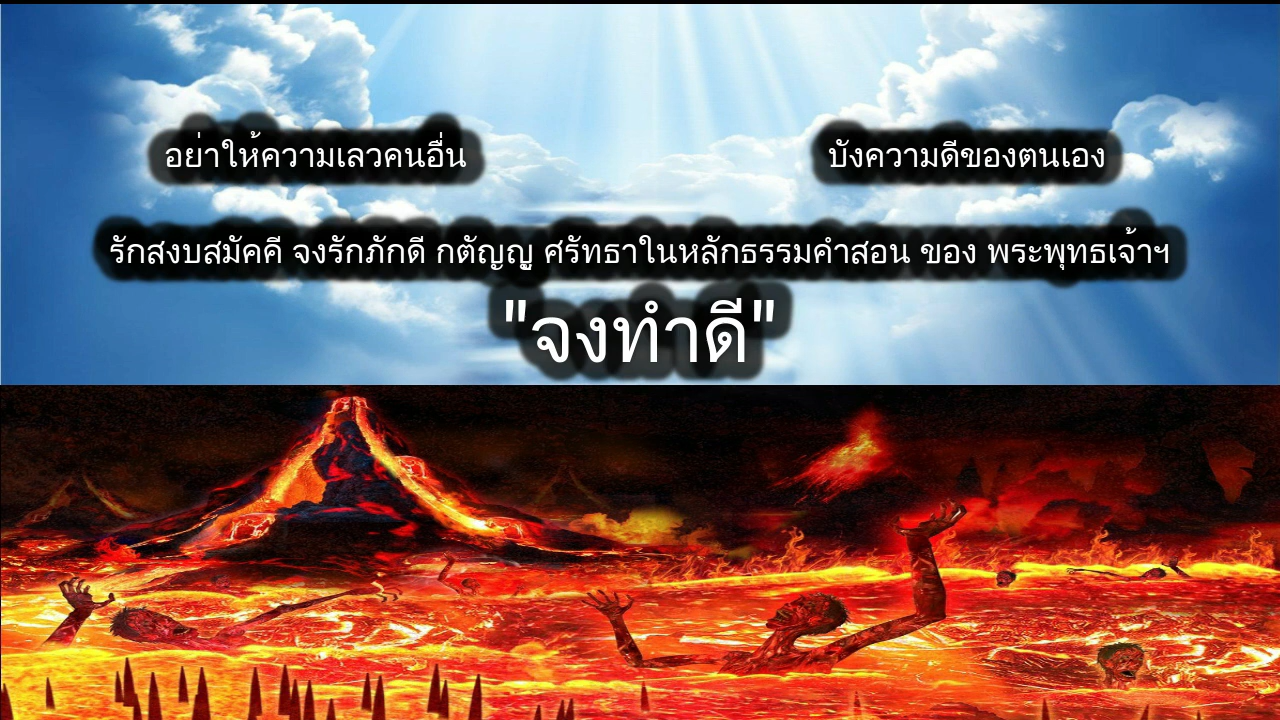 อย่าให้ความเลวคนอื่น บังความดีของตนเอง
รักสงบสมัคคี จงรักภักดี กตัญญู ศรัทธาในหลักธรรมคำสอน ของ พระพุทธเจ้าฯ
"จงทำดี"